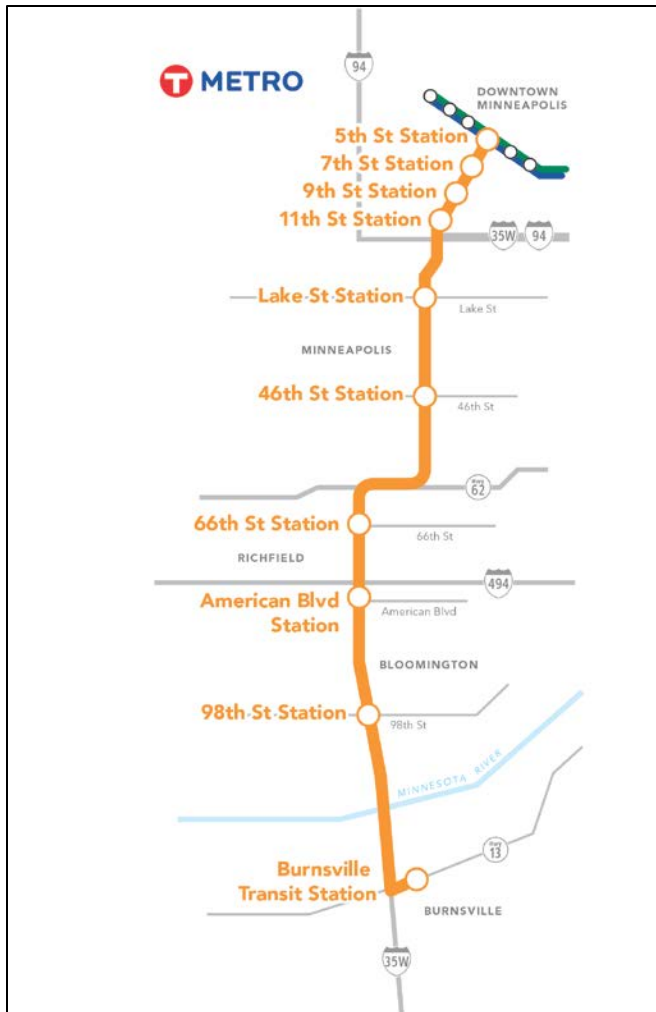 94
T METRO
DOWNTOWN
MINNEAPOLIS
5th St Station
7th St Station
9th St Station
11th St Station
35W 94
Lake St Station
Lake St
MINNEAPOLIS
46th St Station
46th St
Hwy
62
66th St Station
66th St
RICHFIELD
494
American Blvd
Station
American Blvd
BLOOMINGTON
98th St Station
98th St
MINNESOTA RIVER
Hwy
13
Burnsville
Transit Station
BURNSVILLE
35W